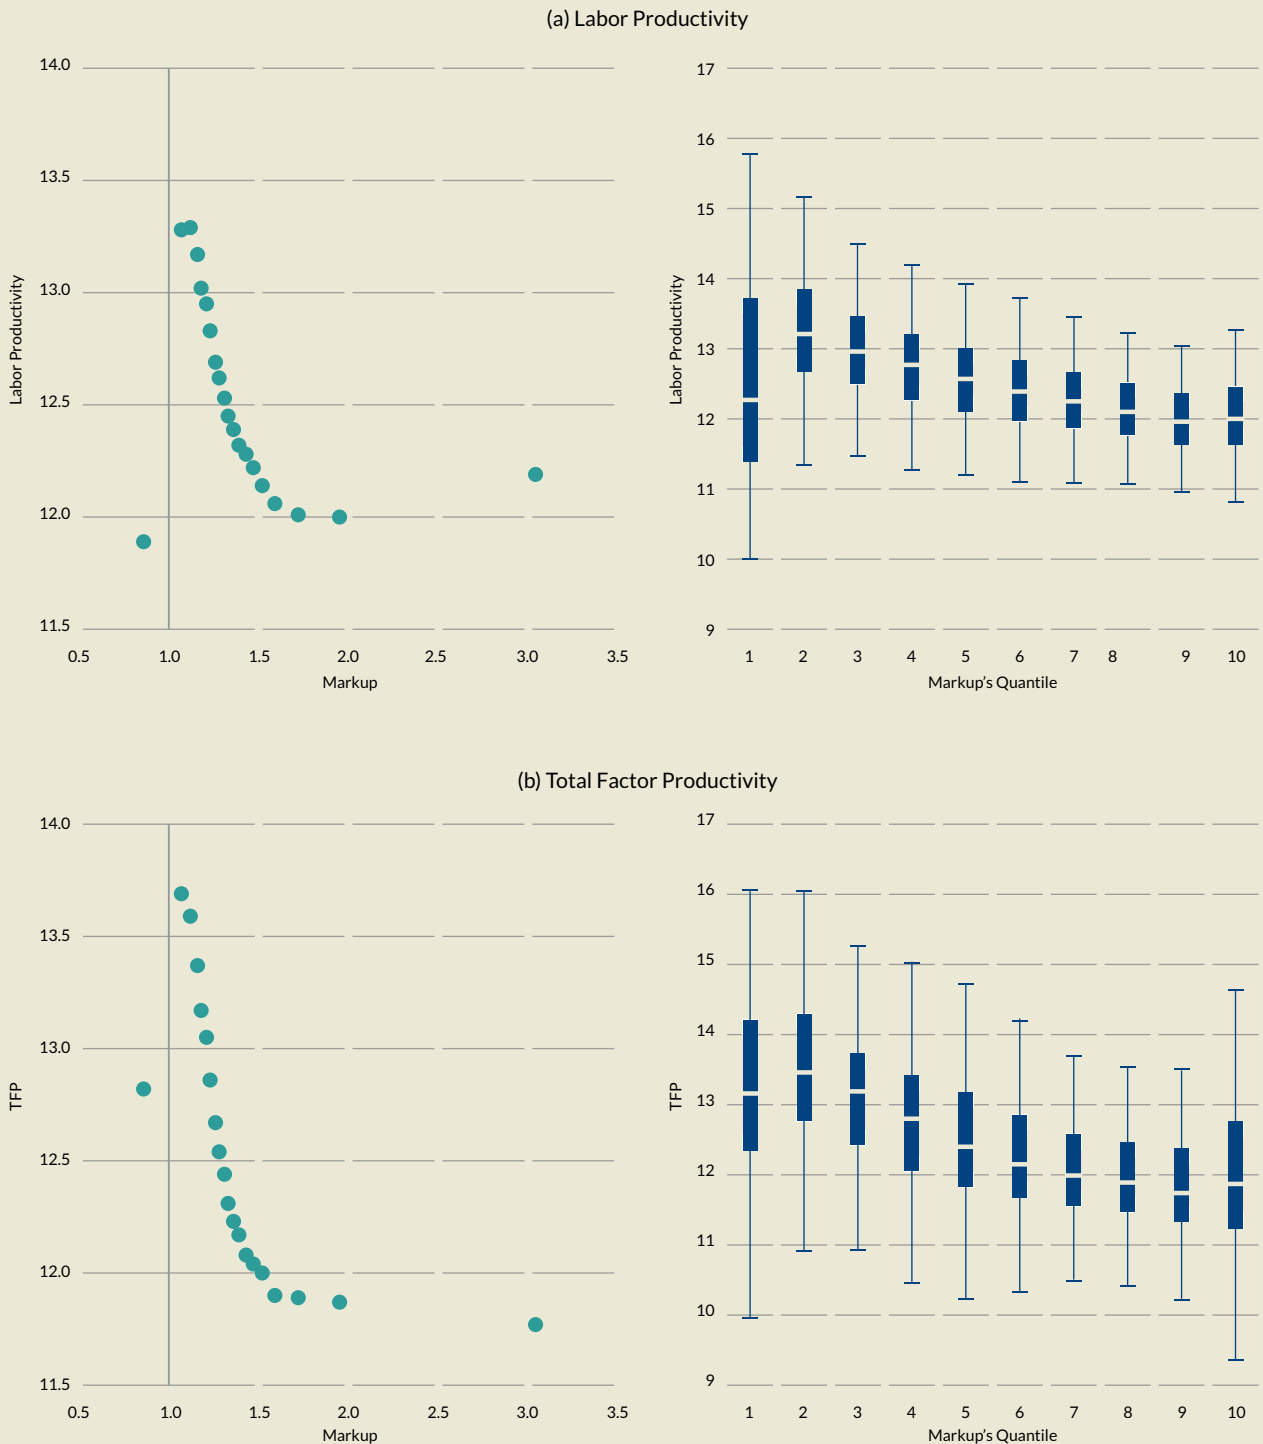 (a) Labor Productivity
14.0
13.5
13.0
12.5
12.0
11.5
Labor Productivity
0.5 1.0 1.5 2.0 2.5 3.0 3.5
Markup
17
16
15
14
13
12
11
10
9
Labor Productivity
1 2 3 4 5 6 7 8 9 10
Markup's Quantile
(b) Total Factor Productivity
14.0
13.5
13.0
12.5
12.0
11.5
TFP
0.5 1.0 1.5 2.0 2.5 3.0 3.5
Markup
17
16
15
14
13
12
11
10
9
TFP
1 2 3 4 5 6 7 8 9 10
Markup's Quantile